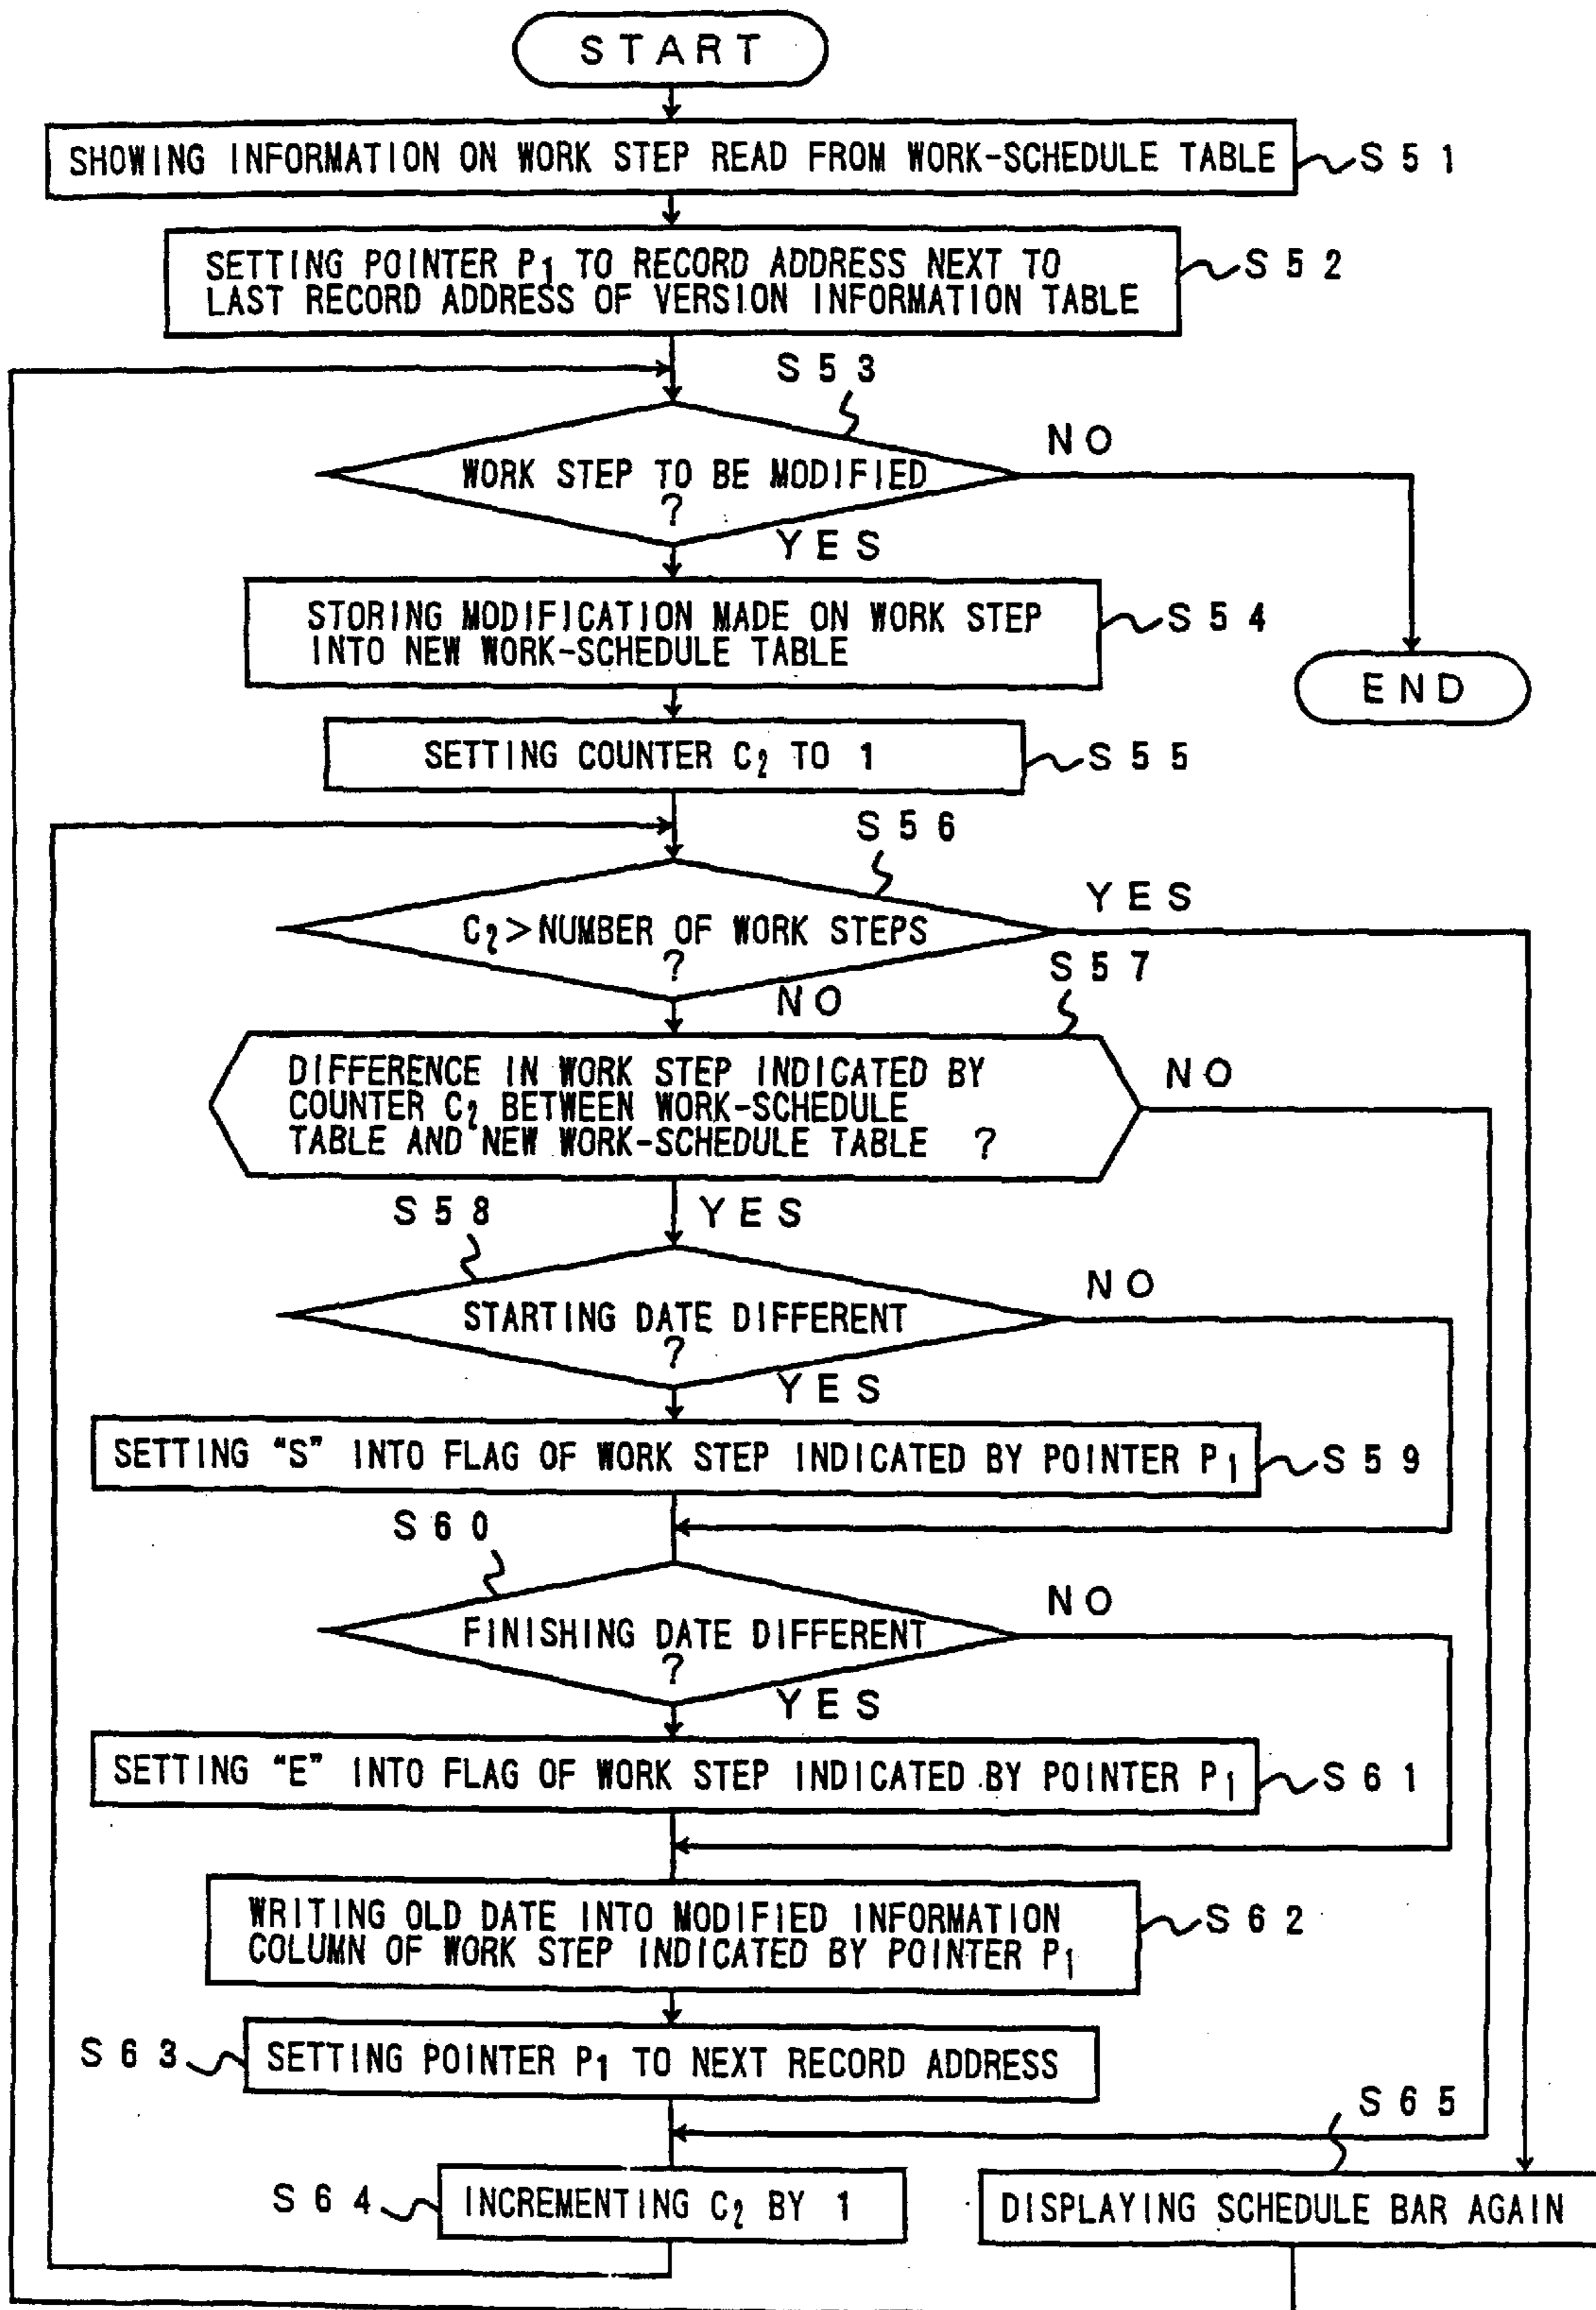 START
SHOWING INFORMATION ON WORK STEP READ FROM WORK-SCHEDULE TABLE
S51
SETTING POINTER P1 TO RECORD ADDRESS NEXT TO
LAST RECORD ADDRESS OF VERSION INFORMATION TABLE
S52
S53
WORK STEP TO BE MODIFIED
?
NO
YES
STORING MODIFICATION MADE ON WORK STEP
INTO NEW WORK-SCHEDULE TABLE
S54
END
SETTING COUNTER C2 TO 1
S55
S56
C2>NUMBER OF WORK STEPS
?
YES
NO
S57
DIFFERENCE IN WORK STEP INDICATED BY
COUNTER C2 BETWEEN WORK-SCHEDULE
TABLE AND NEW WORK-SCHEDULE TABLE ?
NO
YES
S58
STARTING DATE DIFFERENT
?
NO
YES
SETTING "S" INTO FLAG OF WORK STEP INDICATED BY POINTER P1
S59
S60
FINISHING DATE DIFFERENT
?
NO
YES
SETTING "E" INTO FLAG OF WORK STEP INDICATED BY POINTER P1
S61
WRITING OLD DATE INTO MODIFIED INFORMATION
COLUMN OF WORK STEP INDICATED BY POINTER P1
S62
S63
SETTING POINTER P1 TO NEXT RECORD ADDRESS
S64
INCREMENTING C2 BY 1
S65
DISPLAYING SCHEDULE BAR AGAIN